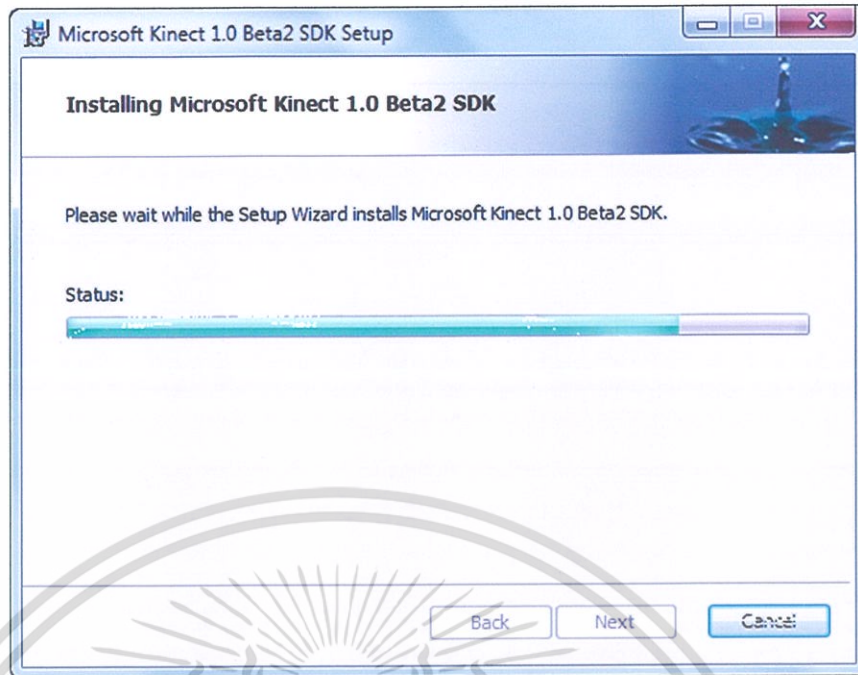 Microsoft Kinect 1.0 Beta2 SDK Setup
Installing Microsoft Kinect 1.0 Beta2 SDK
Please wait while the Setup Wizard installs Microsoft Kinect 1.0 Beta2 SDK.
Status:
Back
Next
Cancel